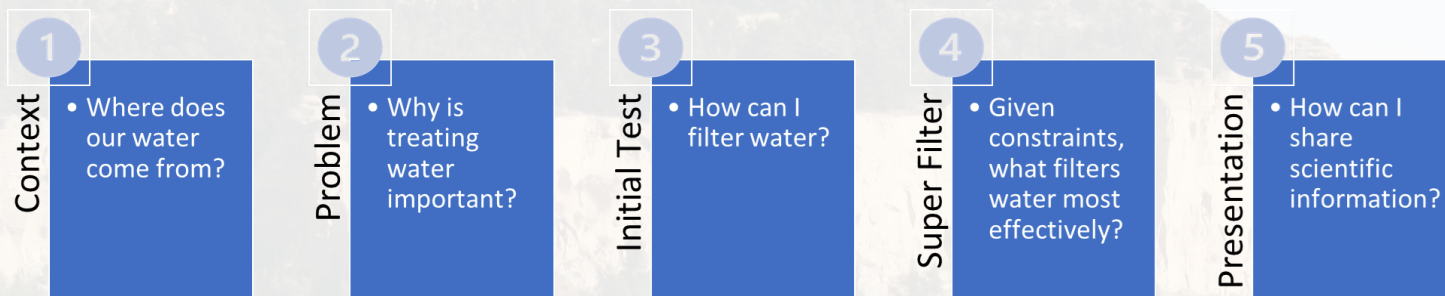 1
Context
• Where does
our water
come from?
2
Problem
• Why is
treating
water
important?
3
Initial Test
• How can I
filter water?
4
Super Filter
• Given
constraints,
what filters
water most
effectively?
5
Presentation
• How can I
share
scientific
information?